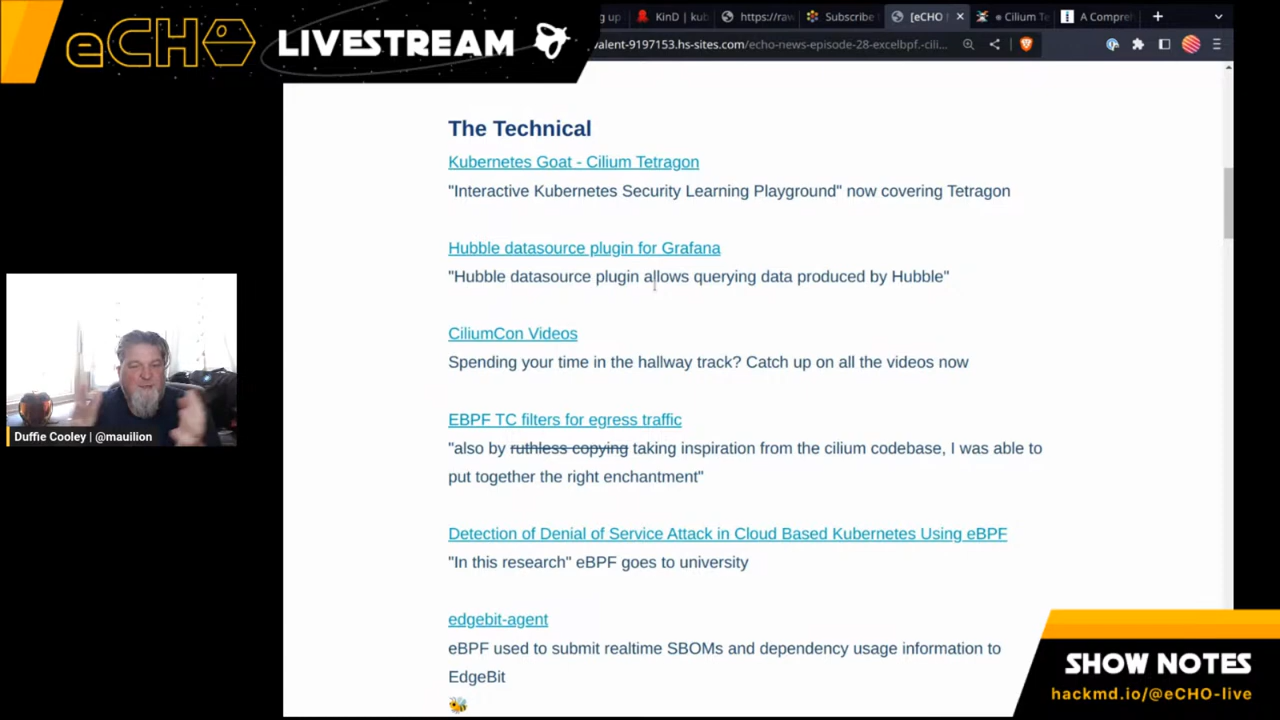 eCHO LIVESTREAM
g up
KinD | kub
https://raw
Subscribe
[eCHO
Cilium Te
A Compreh
valent-9197153.hs-sites.com/echo-news-episode-28-excelbpf.-cili...
The Technical
Kubernetes Goat - Cilium Tetragon
"Interactive Kubernetes Security Learning Playground" now covering Tetragon
Hubble datasource plugin for Grafana
"Hubble datasource plugin allows querying data produced by Hubble"
CiliumCon Videos
Spending your time in the hallway track? Catch up on all the videos now
EBPF TC filters for egress traffic
"also by ruthless copying taking inspiration from the cilium codebase, I was able to
put together the right enchantment"
Detection of Denial of Service Attack in Cloud Based Kubernetes Using eBPF
"In this research" eBPF goes to university
edgebit-agent
eBPF used to submit realtime SBOMs and dependency usage information to
EdgeBit
Duffie Cooley | @mauilion
SHOW NOTES
hackmd.io/@eCHO-live